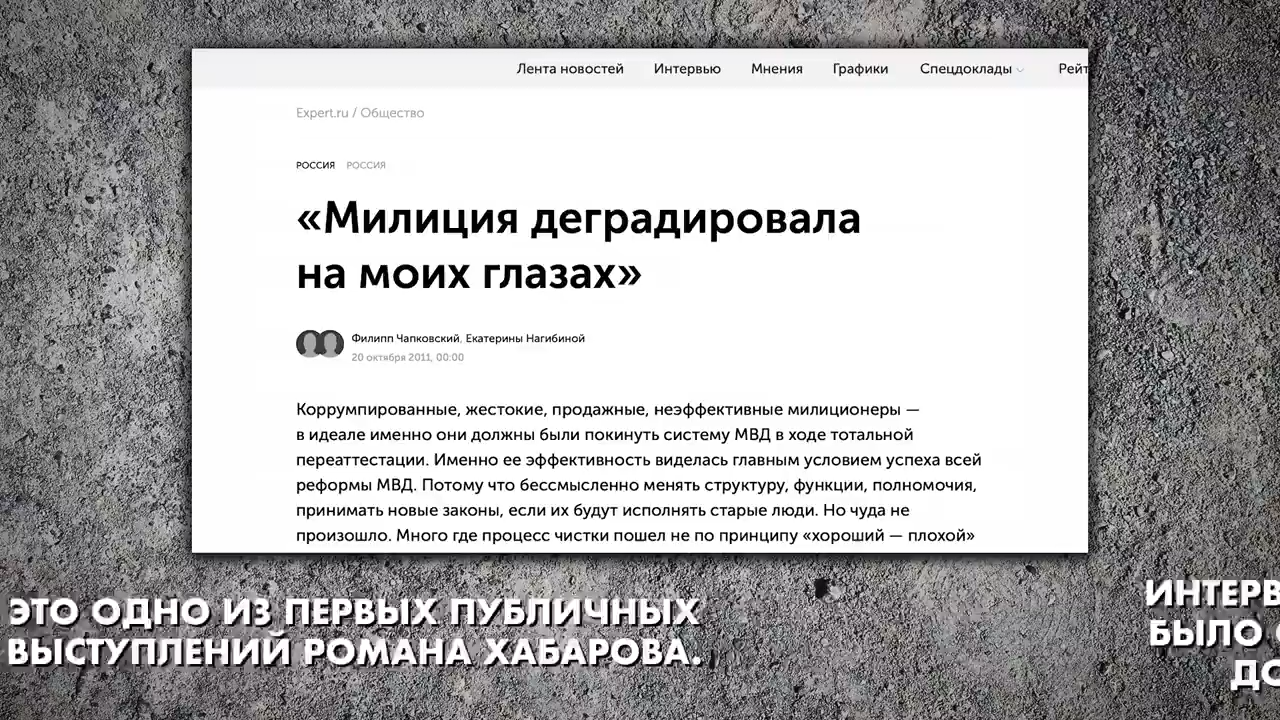 Лента новостей Интервью Мнения Графики Спецдоклады
Expert.ru / Общество
РОССИЯ РОССИЯ
«Милиция деградировала
на моих глазах»
Филипп Чапковский, Екатерины Нагибиной
20 октября 2011, 00:00
Коррумпированные, жестокие, продажные, неэффективные милиционеры —
в идеале именно они должны были покинуть систему МВД в ходе тотальной
переаттестации. Именно ее эффективность виделась главным условием успеха всей
реформы МВД. Потому что бессмысленно менять структуру, функции, полномочия,
принимать новые законы, если их будут исполнять старые люди. Но чуда не
произошло. Много где процесс чистки пошел не по принципу «хороший — плохой»
ЭТО ОДНО ИЗ ПЕРВЫХ ПУБЛИЧНЫХ
ВЫСТУПЛЕНИЙ РОМАНА ХАБАРОВА.
БЫЛО